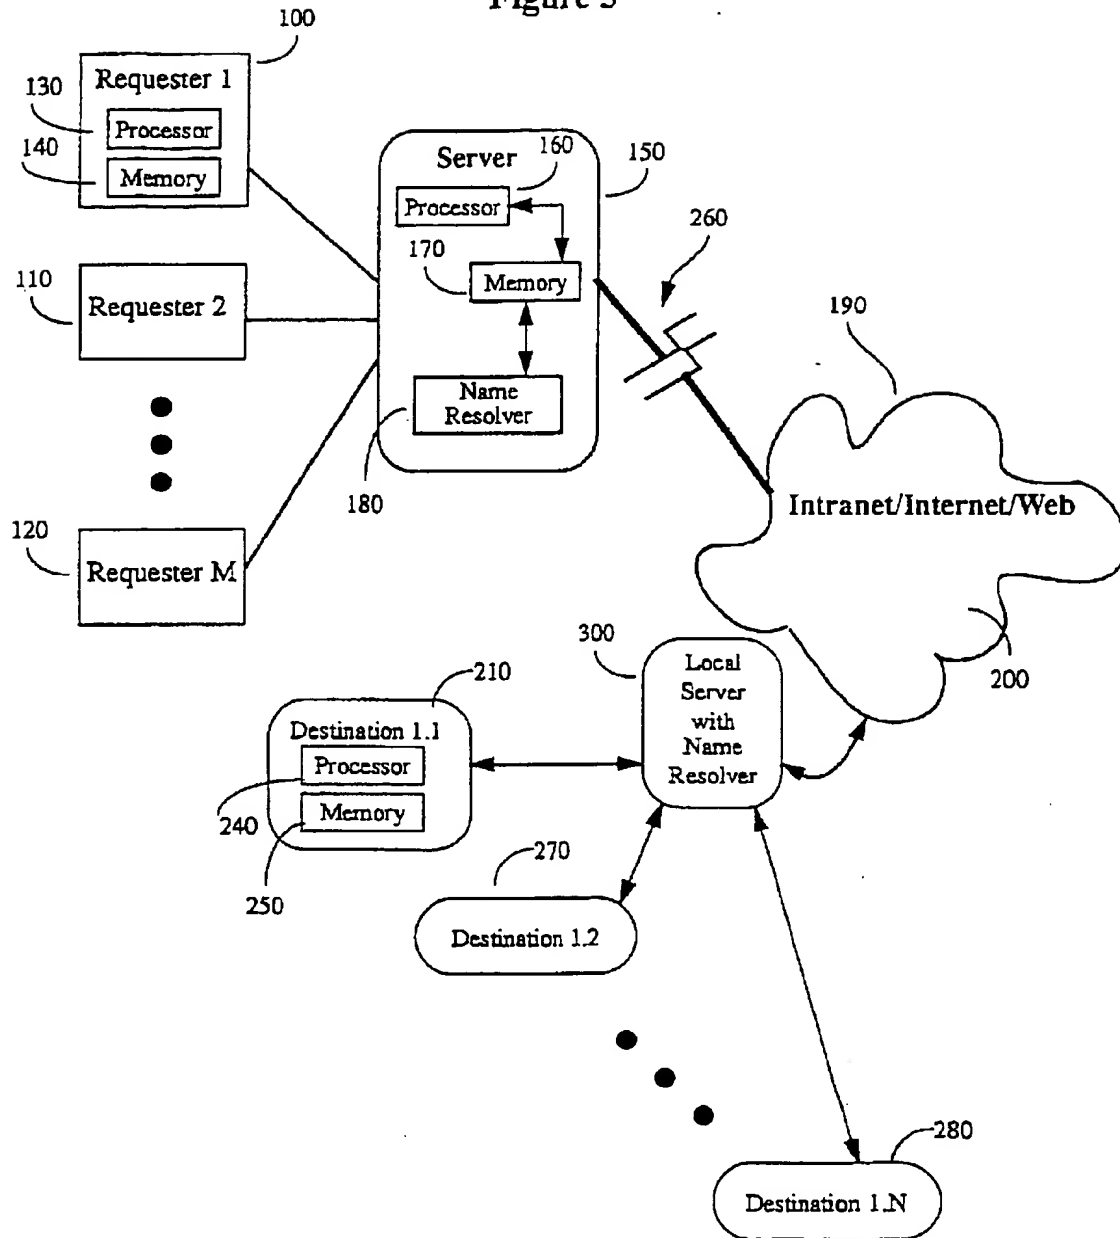 Figure 3
100
Requester 1
130
Processor
140
Memory
110
Requester 2
120
Requester M
Server
160
150
Processor
170
Memory
Name
Resolver
180
260
190
Intranet/Internet/Web
200
300
Local
Server
with
Name
Resolver
210
Destination 1.1
Processor
240
Memory
250
270
Destination 1.2
280
Destination 1.N